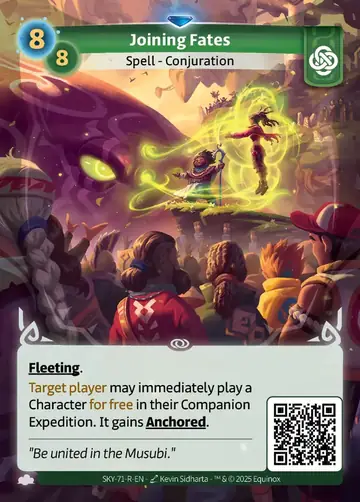 8
8
Joining Fates
Spell - Conjuration
Fleeting.
Target player may immediately play a
Character for free in their Companion
Expedition. It gains Anchored.
"Be united in the Musubi."
SKY-71-R-EN - Kevin Sidharta - ™ & © 2025 Equinox